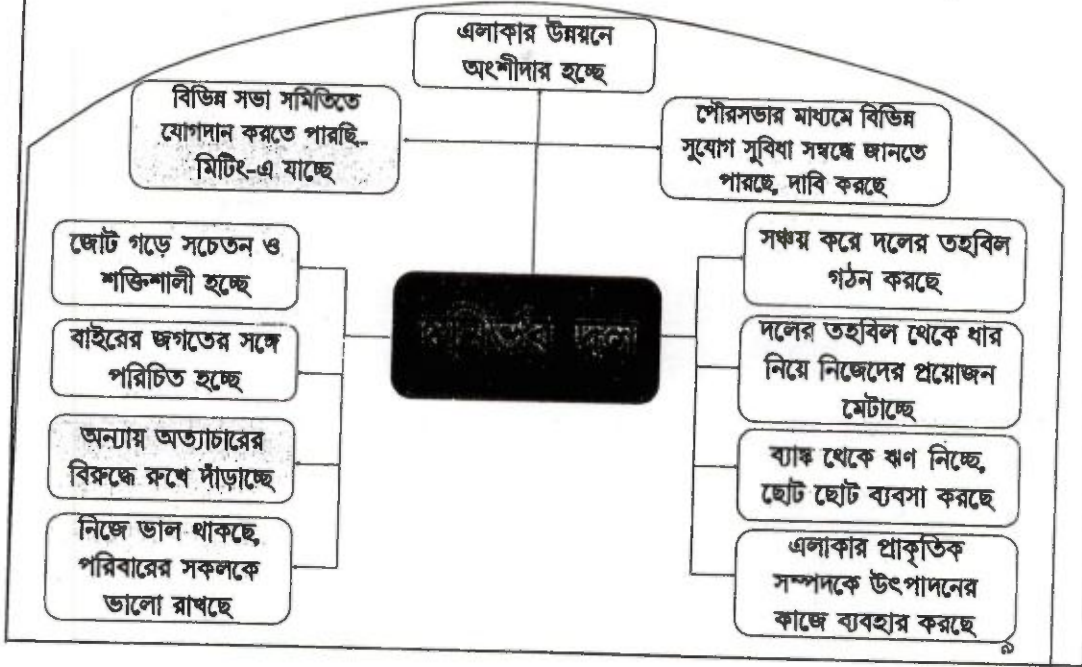 এলাকার উন্নয়নে
অংশীদার হচ্ছে
বিভিন্ন সভা সমিতিতে
যোগদান করতে পারছি...
মিটিং-এ যাচ্ছে
পৌরসভার মাধ্যমে বিভিন্ন
সুযোগ সুবিধা সম্বন্ধে জানতে
পারছে, দাবি করছে
জোট গড়ে সচেতন ও
শক্তিশালী হচ্ছে
বাইরের জগতের সঙ্গে
পরিচিত হচ্ছে
অন্যায় অত্যাচারের
বিরুদ্ধে রুখে দাঁড়াচ্ছে
নিজে ভাল থাকছে,
পরিবারের সকলকে
ভালো রাখছে
দল
সঞ্চয় করে দলের তহবিল
গঠন করছে
দলের তহবিল থেকে ধার
নিয়ে নিজেদের প্রয়োজন
মেটাচ্ছে
ব্যাঙ্ক থেকে ঋণ নিচ্ছে,
ছোট ছোট ব্যবসা করছে
এলাকার প্রাকৃতিক
সম্পদকে উৎপাদনের
কাজে ব্যবহার করছে
৯